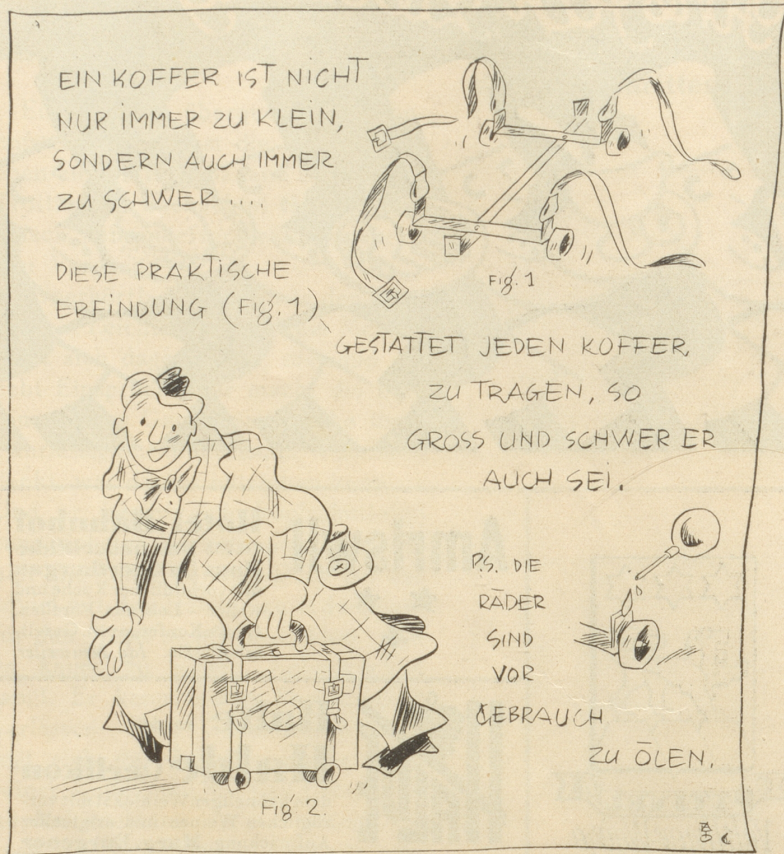 EIN KOFFER IST NICHT
NUR IMMER ZU KLEIN,
SONDERN AUCH IMMER
ZU SCHWER ....
Fig. 1
DIESE PRAKTISCHE
ERFINDUNG (Fig. 1.)
GESTATTET JEDEN KOFFER,
ZU TRAGEN, SO
GROSS UND SCHWER ER
AUCH SEI.
P.S. DIE
RÄDER
SIND
VOR
GEBRAUCH
ZU ÖLEN.
Fig 2.